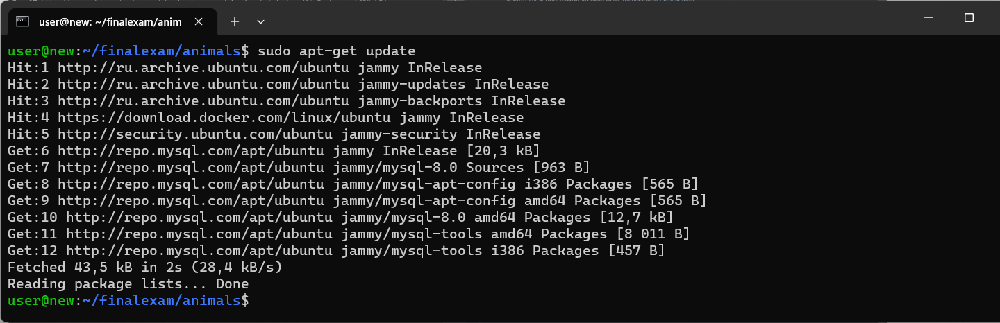 user@new: ~/finalexam/anim
user@new:~/finalexam/animals$ sudo apt-get update
Hit:1 http://ru.archive.ubuntu.com/ubuntu jammy InRelease
Hit:2 http://ru.archive.ubuntu.com/ubuntu jammy-updates InRelease
Hit:3 http://ru.archive.ubuntu.com/ubuntu jammy-backports InRelease
Hit:4 https://download.docker.com/linux/ubuntu jammy InRelease
Hit:5 http://security.ubuntu.com/ubuntu jammy-security InRelease
Get:6 http://repo.mysql.com/apt/ubuntu jammy InRelease [20,3 kB]
Get:7 http://repo.mysql.com/apt/ubuntu jammy/mysql-8.0 Sources [963 B]
Get:8 http://repo.mysql.com/apt/ubuntu jammy/mysql-apt-config i386 Packages [565 B]
Get:9 http://repo.mysql.com/apt/ubuntu jammy/mysql-apt-config amd64 Packages [565 B]
Get:10 http://repo.mysql.com/apt/ubuntu jammy/mysql-8.0 amd64 Packages [12,7 kB]
Get:11 http://repo.mysql.com/apt/ubuntu jammy/mysql-tools amd64 Packages [8 011 B]
Get:12 http://repo.mysql.com/apt/ubuntu jammy/mysql-tools i386 Packages [457 B]
Fetched 43,5 kB in 2s (28,4 kB/s)
Reading package lists... Done
user@new:~/finalexam/animals$